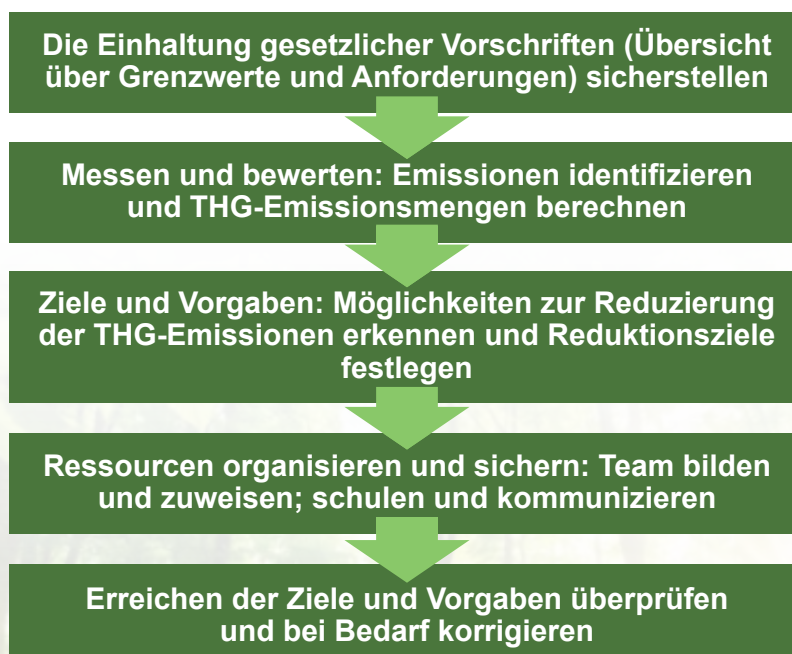 Die Einhaltung gesetzlicher Vorschriften (Übersicht
über Grenzwerte und Anforderungen) sicherstellen
Messen und bewerten: Emissionen identifizieren
und THG-Emissionsmengen berechnen
Ziele und Vorgaben: Möglichkeiten zur Reduzierung
der THG-Emissionen erkennen und Reduktionsziele
festlegen
Ressourcen organisieren und sichern: Team bilden
und zuweisen; schulen und kommunizieren
Erreichen der Ziele und Vorgaben überprüfen
und bei Bedarf korrigieren